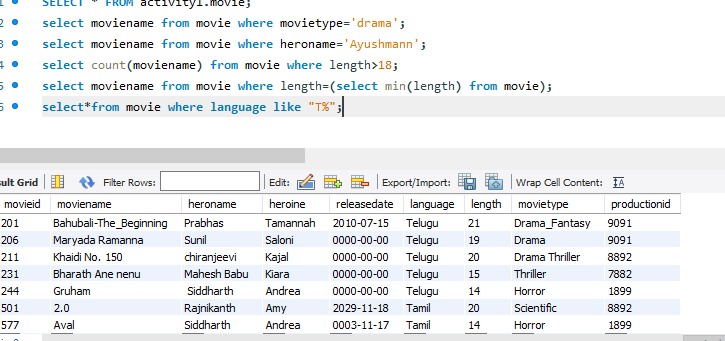 SELECT * FROM activity1.movie;
2 select moviename from movie where movietype='drama';
3 select moviename from movie where heroname='Ayushmann';
4 select count(moviename) from movie where length>18;
5 select moviename from movie where length=(select min(length) from movie);
6 select*from movie where language like "T%";
sult Grid Filter Rows: Edit: Export/Import: Wrap Cell Content:
movieid moviename heroname heroine releasedate language length movietype productionid
201 Bahubali-The_Beginning Prabhas Tamannah 2010-07-15 Telugu 21 Drama_Fantasy 9091
206 Maryada Ramanna Sunil Saloni 0000-00-00 Telugu 19 Drama 9091
211 Khaidi No. 150 chiranjeevi Kajal 0000-00-00 Telugu 20 Drama Thriller 8892
231 Bharath Ane nenu Mahesh Babu Kiara 0000-00-00 Telugu 15 Thriller 7882
244 Gruham Siddharth Andrea 0000-00-00 Telugu 14 Horror 1899
501 2.0 Rajnikanth Amy 2029-11-18 Tamil 20 Scientific 8892
577 Aval Siddharth Andrea 0003-11-17 Tamil 14 Horror 1899